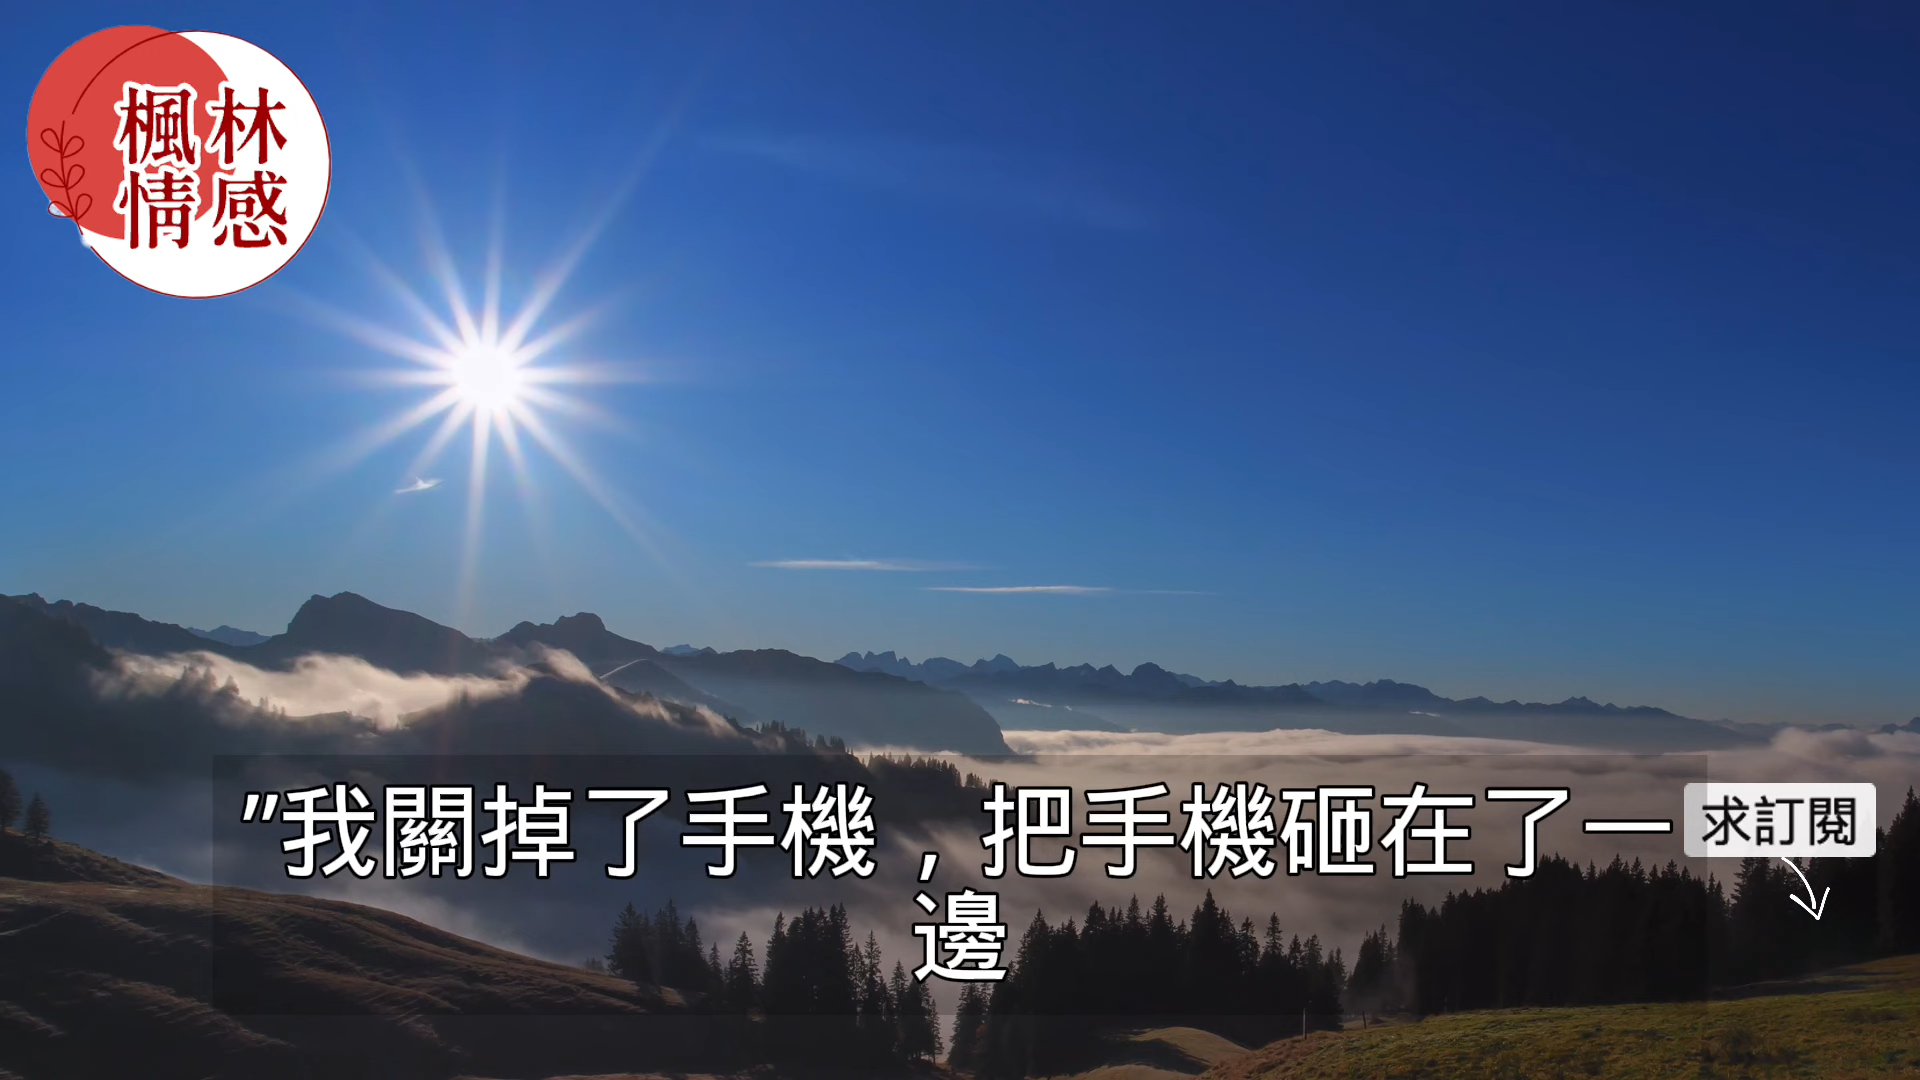 楓林
情感
"我關掉了手機，把手機砸在了一
邊
求訂閱